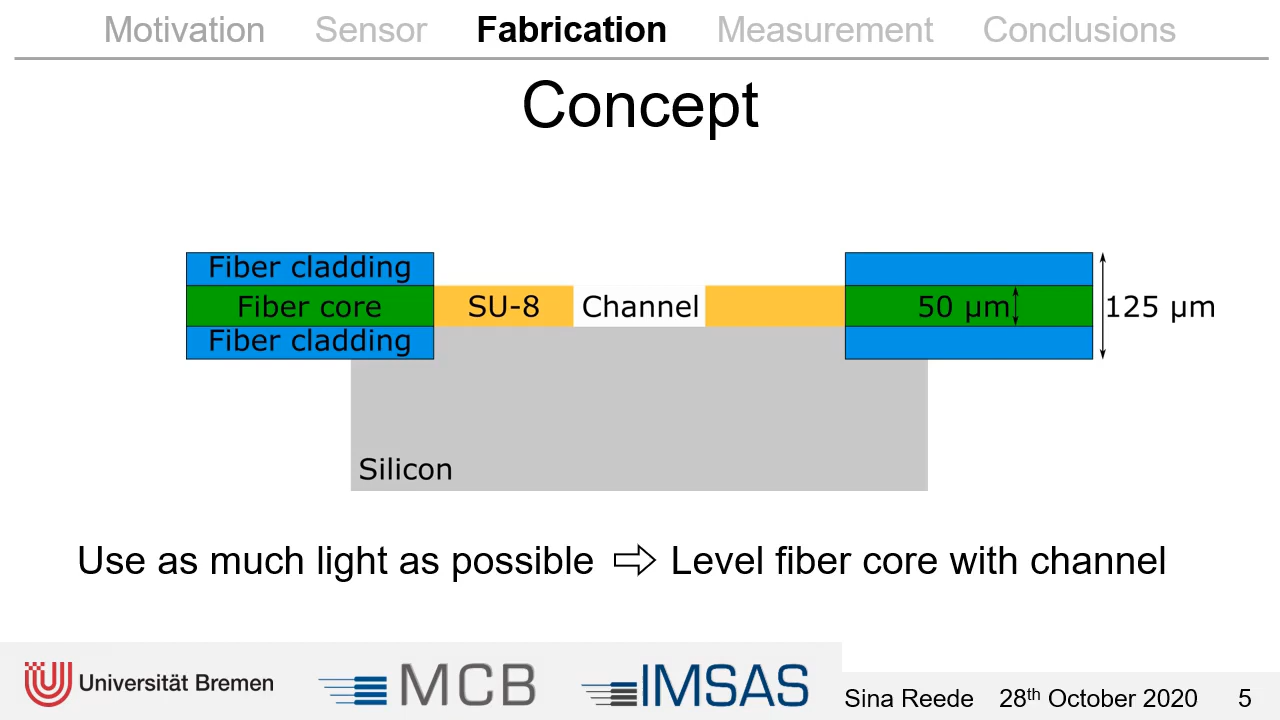 Motivation Sensor Fabrication Measurement Conclusions
Concept
Fiber cladding
Fiber core SU-8 Channel 50 µm 125 µm
Fiber cladding
Silicon
Use as much light as possible ⇨ Level fiber core with channel
Universität Bremen MCB IMSAS Sina Reede 28th October 2020 5